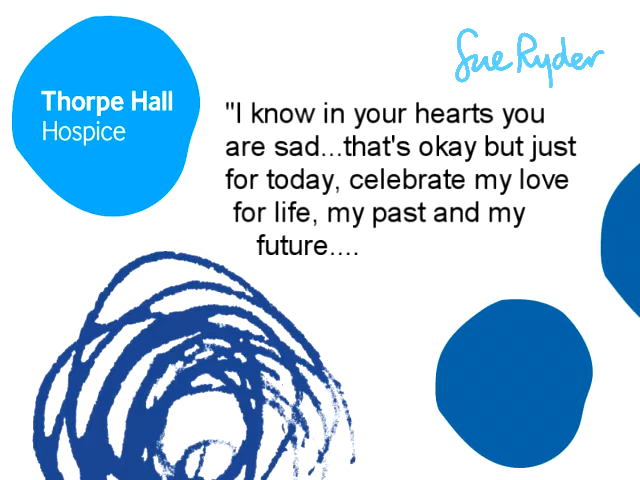 Sue Ryder
Thorpe Hall
Hospice
"I know in your hearts you
are sad...that's okay but just
for today, celebrate my love
for life, my past and my
future....